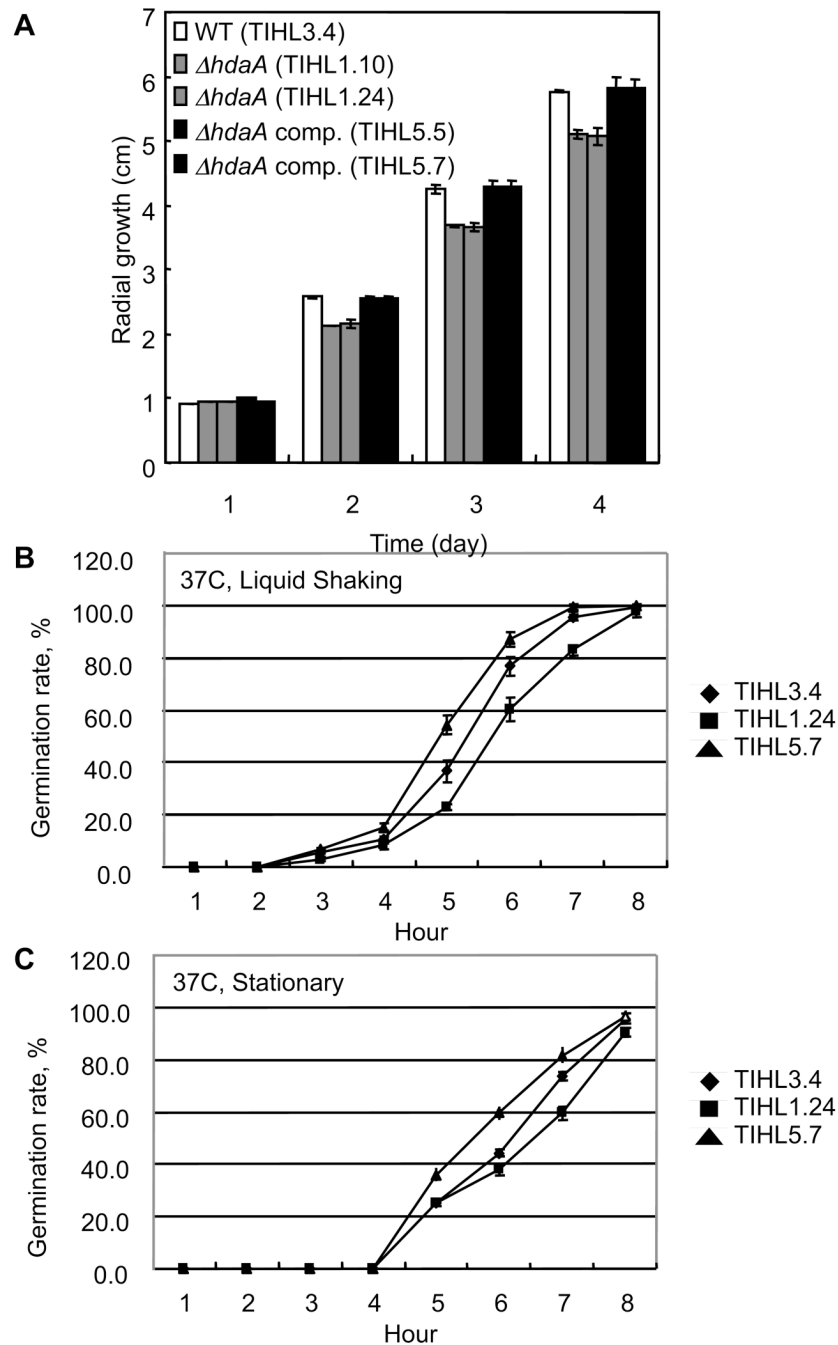 A
7
6
5
4
3
2
1
0
Radial growth (cm)
WT (TIHL3.4)
ΔhdaA (TIHL1.10)
ΔhdaA (TIHL1.24)
ΔhdaA comp. (TIHL5.5)
ΔhdaA comp. (TIHL5.7)
1 2 3 4
Time (day)
B
120.0
100.0
80.0
60.0
40.0
20.0
0.0
Germination rate, %
37C, Liquid Shaking
TIHL3.4
TIHL1.24
TIHL5.7
1 2 3 4 5 6 7 8
Hour
C
120.0
100.0
80.0
60.0
40.0
20.0
0.0
Germination rate, %
37C, Stationary
TIHL3.4
TIHL1.24
TIHL5.7
1 2 3 4 5 6 7 8
Hour